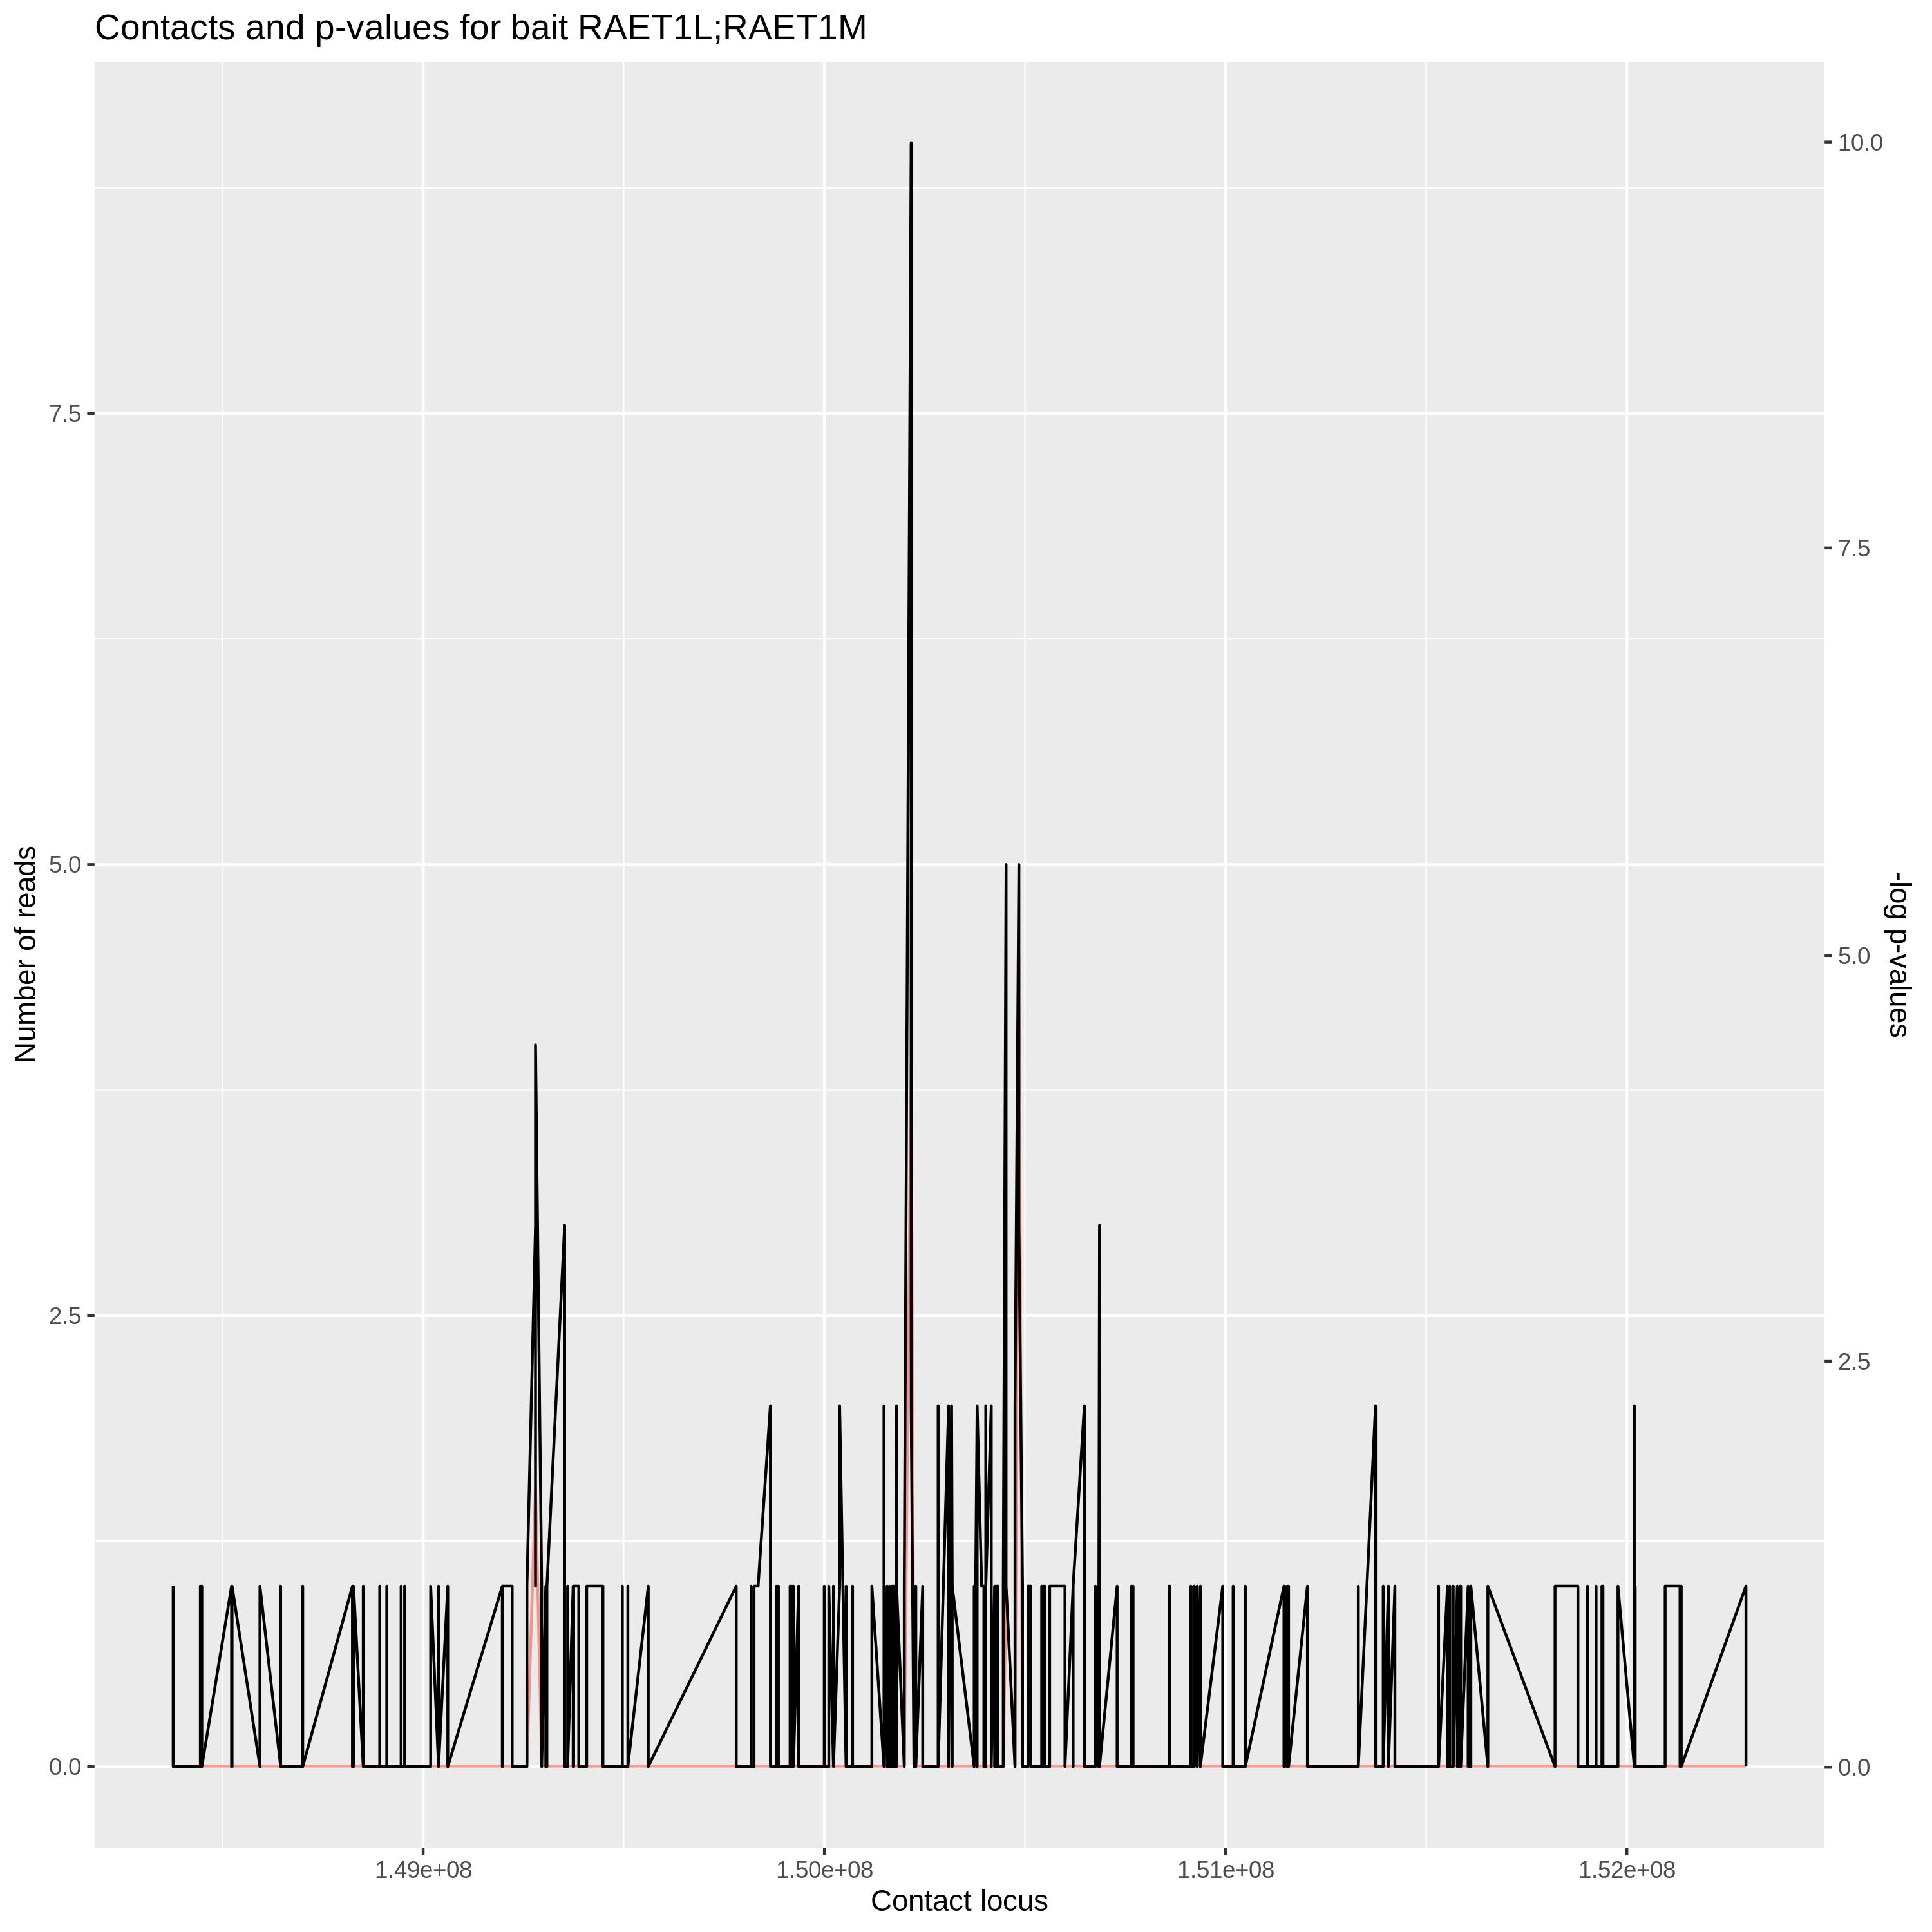 Contacts and p-values for bait RAET1L;RAET1M
10.0
7.5
7.5
5.0
5.0
2.5
2.5
0.0
0.0
Number of reads
-log p-values
1.49e+08
1.50e+08
1.51e+08
1.52e+08
Contact locus